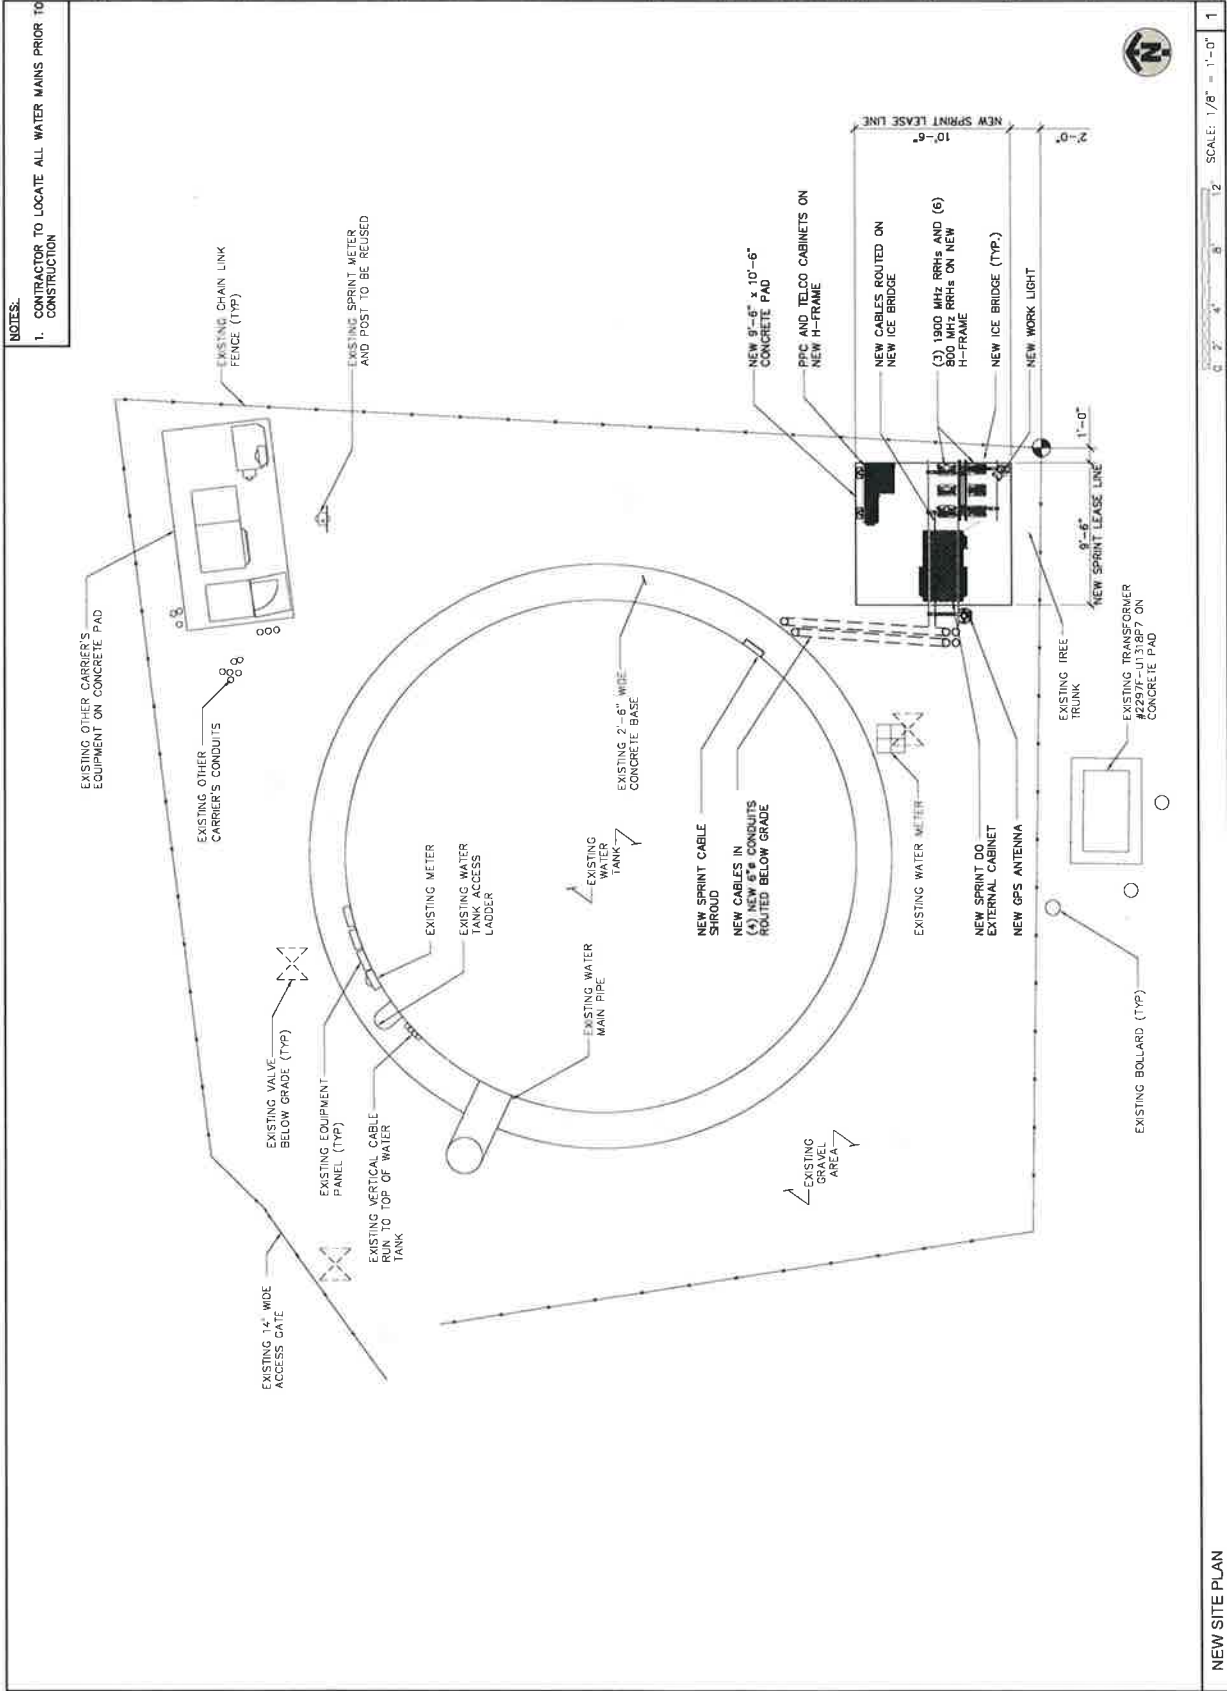 NOTES:
1. CONTRACTOR TO LOCATE ALL WATER MAINS PRIOR TO
CONSTRUCTION
EXISTING OTHER CARRIER'S
EQUIPMENT ON CONCRETE PAD
EXISTING CHAIN LINK
FENCE (TYP)
EXISTING OTHER
CARRIER'S CONDUITS
EXISTING SPRINT METER
AND POST TO BE REUSED
EXISTING VALVE
BELOW GRADE (TYP)
EXISTING 14' WIDE
ACCESS GATE
EXISTING EQUIPMENT
PANEL (TYP)
EXISTING VERTICAL CABLE
RUN TO TOP OF WATER
TANK
EXISTING METER
EXISTING WATER
TANK ACCESS
LADDER
EXISTING WATER
MAIN PIPE
EXISTING
WATER
TANK
EXISTING 2'-6" WIDE
CONCRETE BASE
NEW SPRINT CABLE
SHROUD
NEW CABLES IN
(4) NEW 6"ø CONDUITS
ROUTED BELOW GRADE
EXISTING
GRAVEL
AREA
EXISTING WATER METER
NEW SPRINT DO
EXTERNAL CABINET
NEW GPS ANTENNA
NEW 9'-6" x 10'-6"
CONCRETE PAD
PPC AND TELCO CABINETS ON
NEW H-FRAME
NEW CABLES ROUTED ON
NEW ICE BRIDGE
(3) 1900 MHz RRHs AND (6)
800 MHz RRHs ON NEW
H-FRAME
NEW ICE BRIDGE (TYP.)
NEW WORK LIGHT
10'-6"
NEW SPRINT LEASE LINE
2'-0"
1'-0"
9'-6"
NEW SPRINT LEASE LINE
EXISTING TREE
TRUNK
EXISTING TRANSFORMER
#2297F-U1318P7 ON
CONCRETE PAD
EXISTING BOLLARD (TYP)
N
NEW SITE PLAN
0 2' 4' 8' 12'
SCALE: 1/8" = 1'-0"
1